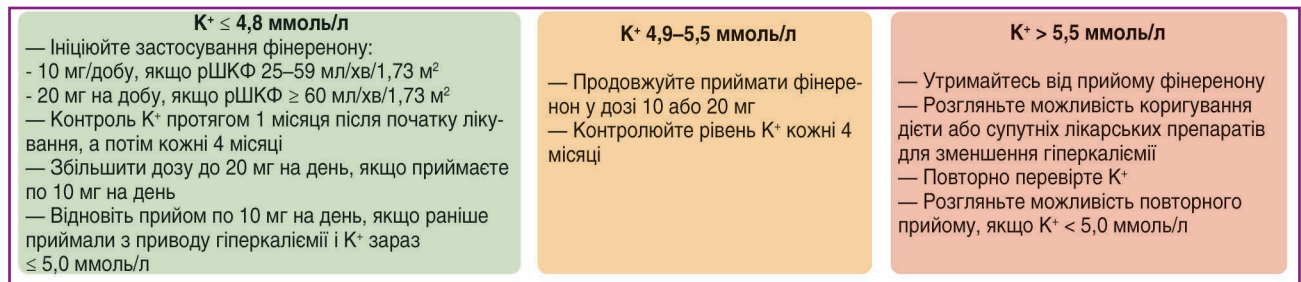 K⁺ ≤ 4,8 ммоль/л
— Ініціюйте застосування фінеренону:
- 10 мг/добу, якщо рШКФ 25–59 мл/хв/1,73 м²
- 20 мг на добу, якщо рШКФ ≥ 60 мл/хв/1,73 м²
— Контроль K⁺ протягом 1 місяця після початку ліку-
вання, а потім кожні 4 місяці
— Збільшити дозу до 20 мг на день, якщо приймаєте
по 10 мг на день
— Відновіть прийом по 10 мг на день, якщо раніше
приймали з приводу гіперкаліємії і K⁺ зараз
≤ 5,0 ммоль/л
K⁺ 4,9–5,5 ммоль/л
— Продовжуйте приймати фінере-
нон у дозі 10 або 20 мг
— Контролюйте рівень K⁺ кожні 4
місяці
K⁺ > 5,5 ммоль/л
— Утримайтесь від прийому фінеренону
— Розгляньте можливість коригування
дієти або супутніх лікарських препаратів
для зменшення гіперкаліємії
— Повторно перевірте K⁺
— Розгляньте можливість повторного
прийому, якщо K⁺ < 5,0 ммоль/л